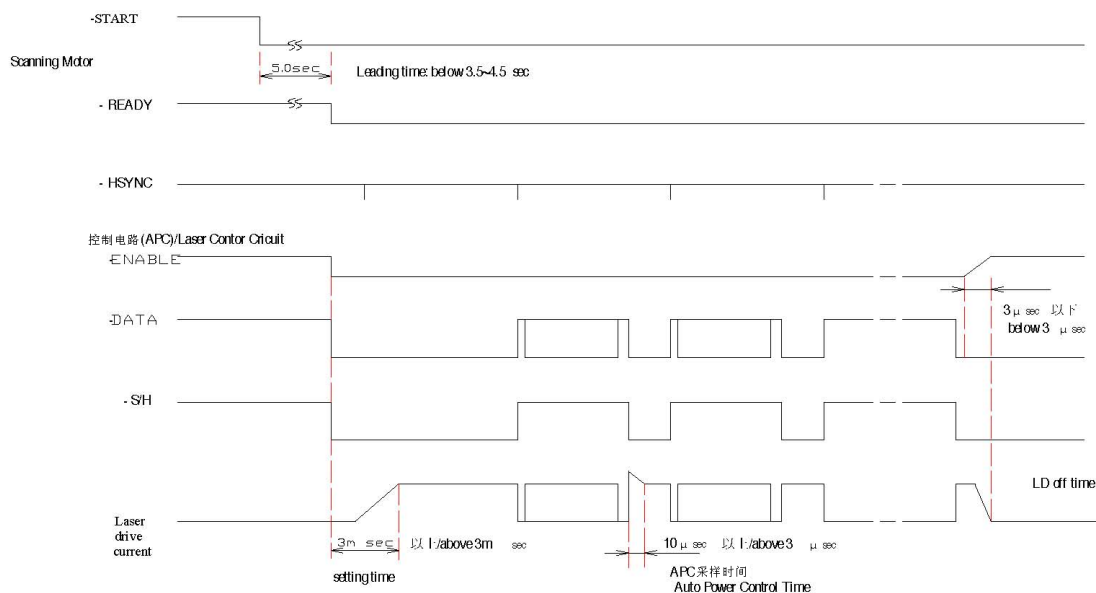 -START
Scanning Motor
5.0sec
Leading time: below 3.5~4.5 sec
- READY
- HSYNC
控制电路(APC)/Laser Contor Cricuit
-ENABLE
3 μ sec 以下
below 3 μ sec
-DATA
- S/H
LD off time
Laser
drive
current
3m sec 以上/above 3m sec
10 μ sec 以上/above 3 μ sec
setting time
APC采样时间
Auto Power Control Time